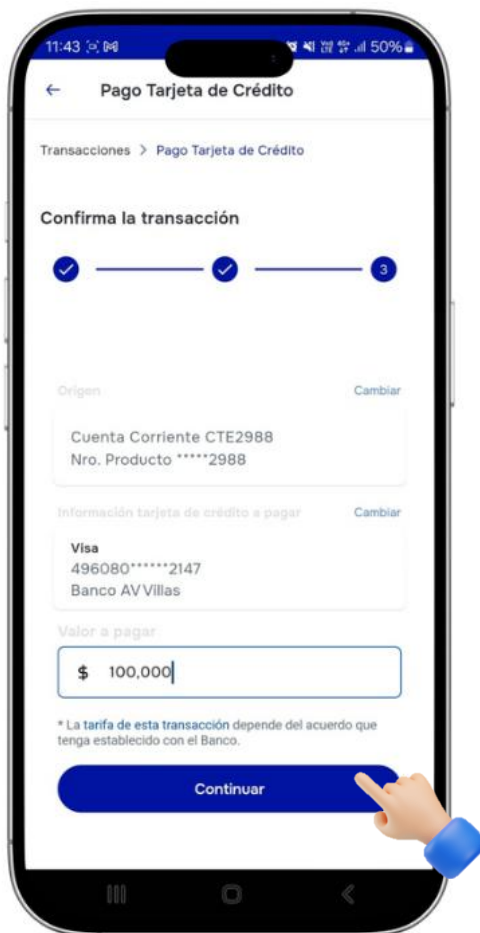 11:43 50%
Pago Tarjeta de Crédito
Transacciones > Pago Tarjeta de Crédito
Confirma la transacción
3
Origen Cambiar
Cuenta Corriente CTE2988
Nro. Producto *****2988
Información tarjeta de crédito a pagar Cambiar
Visa
496080******2147
Banco AV Villas
Valor a pagar
$ 100,000
* La tarifa de esta transacción depende del acuerdo que
tenga establecido con el Banco.
Continuar